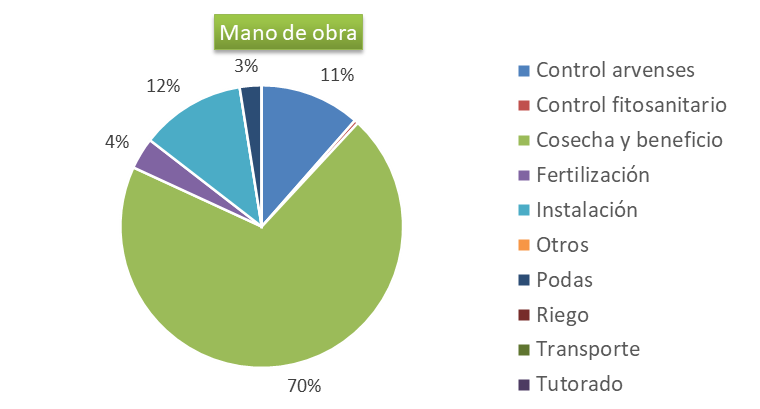 Mano de obra
3%
11%
12%
4%
70%
Control arvenses
Control fitosanitario
Cosecha y beneficio
Fertilización
Instalación
Otros
Podas
Riego
Transporte
Tutorado